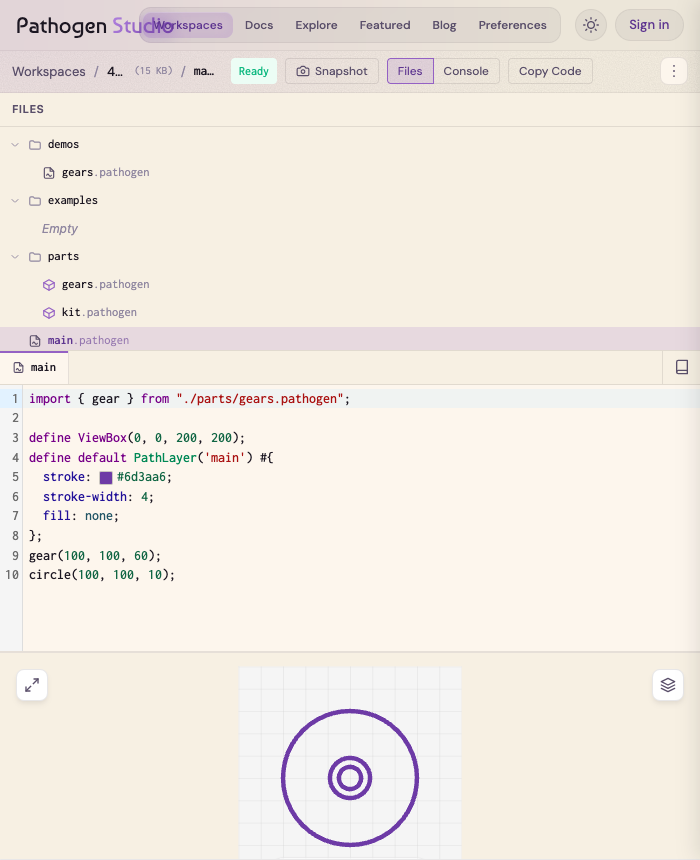 Pathogen Studio
Workspaces Docs Explore Featured Blog Preferences
Sign in
Workspaces / 4… (15 KB) / ma…
Ready
Snapshot
Files Console
Copy Code
FILES
demos
gears.pathogen
examples
Empty
parts
gears.pathogen
kit.pathogen
main.pathogen
main
1 import { gear } from "./parts/gears.pathogen";
2
3 define ViewBox(0, 0, 200, 200);
4 define default PathLayer('main') #{
5 stroke: #6d3aa6;
6 stroke-width: 4;
7 fill: none;
8 };
9 gear(100, 100, 60);
10 circle(100, 100, 10);